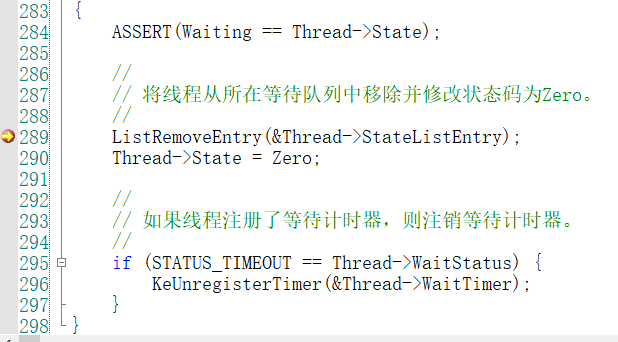 283 {
284 ASSERT(Waiting == Thread->State);
285
286 //
287 // 将线程从所在等待队列中移除并修改状态码为Zero。
288 //
289 ListRemoveEntry(&Thread->StateListEntry);
290 Thread->State = Zero;
291
292 //
293 // 如果线程注册了等待计时器，则注销等待计时器。
294 //
295 if (STATUS_TIMEOUT == Thread->WaitStatus) {
296 KeUnregisterTimer(&Thread->WaitTimer);
297 }
298 }